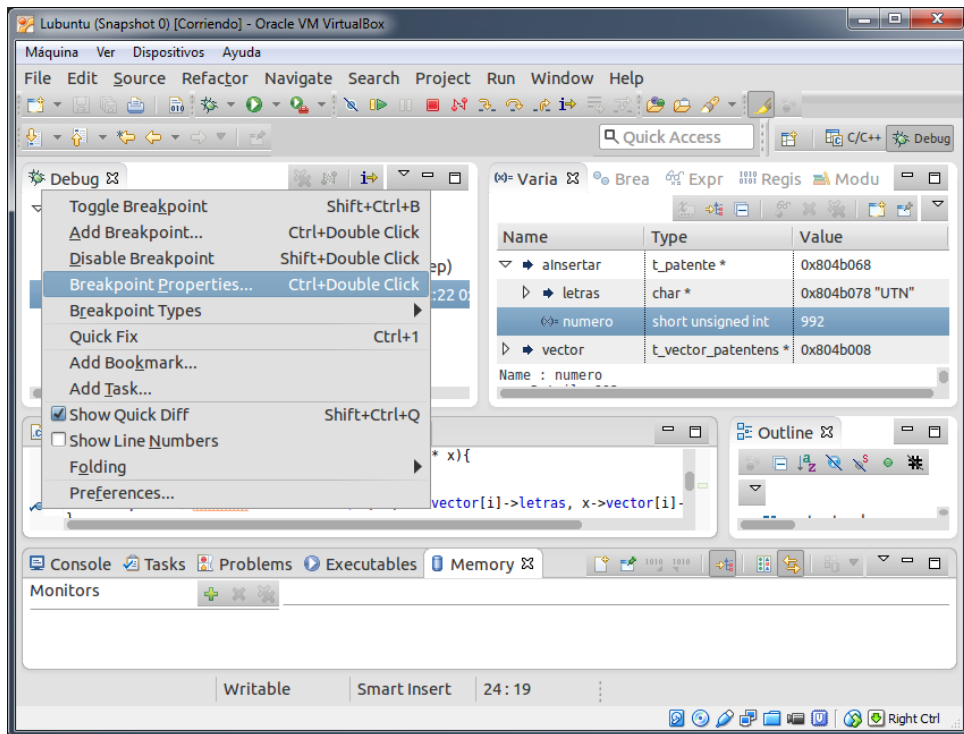 Lubuntu (Snapshot 0) [Corriendo] - Oracle VM VirtualBox
Máquina Ver Dispositivos Ayuda
File Edit Source Refactor Navigate Search Project Run Window Help
Quick Access C/C++ Debug
Debug
Varia Brea Expr Regis Modu
Toggle Breakpoint Shift+Ctrl+B
Add Breakpoint... Ctrl+Double Click
Disable Breakpoint Shift+Double Click
Breakpoint Properties... Ctrl+Double Click
Breakpoint Types
Quick Fix Ctrl+1
Add Bookmark...
Add Task...
Show Quick Diff Shift+Ctrl+Q
Show Line Numbers
Folding
Preferences...
ep)
:22 0
Name Type Value
aInsertar t_patente * 0x804b068
letras char * 0x804b078 "UTN"
numero short unsigned int 992
vector t_vector_patentens * 0x804b008
Name : numero
Outline
* x){
vector[i]->letras, x->vector[i]-
}
Console Tasks Problems Executables Memory
Monitors
Writable Smart Insert 24 : 19
Right Ctrl